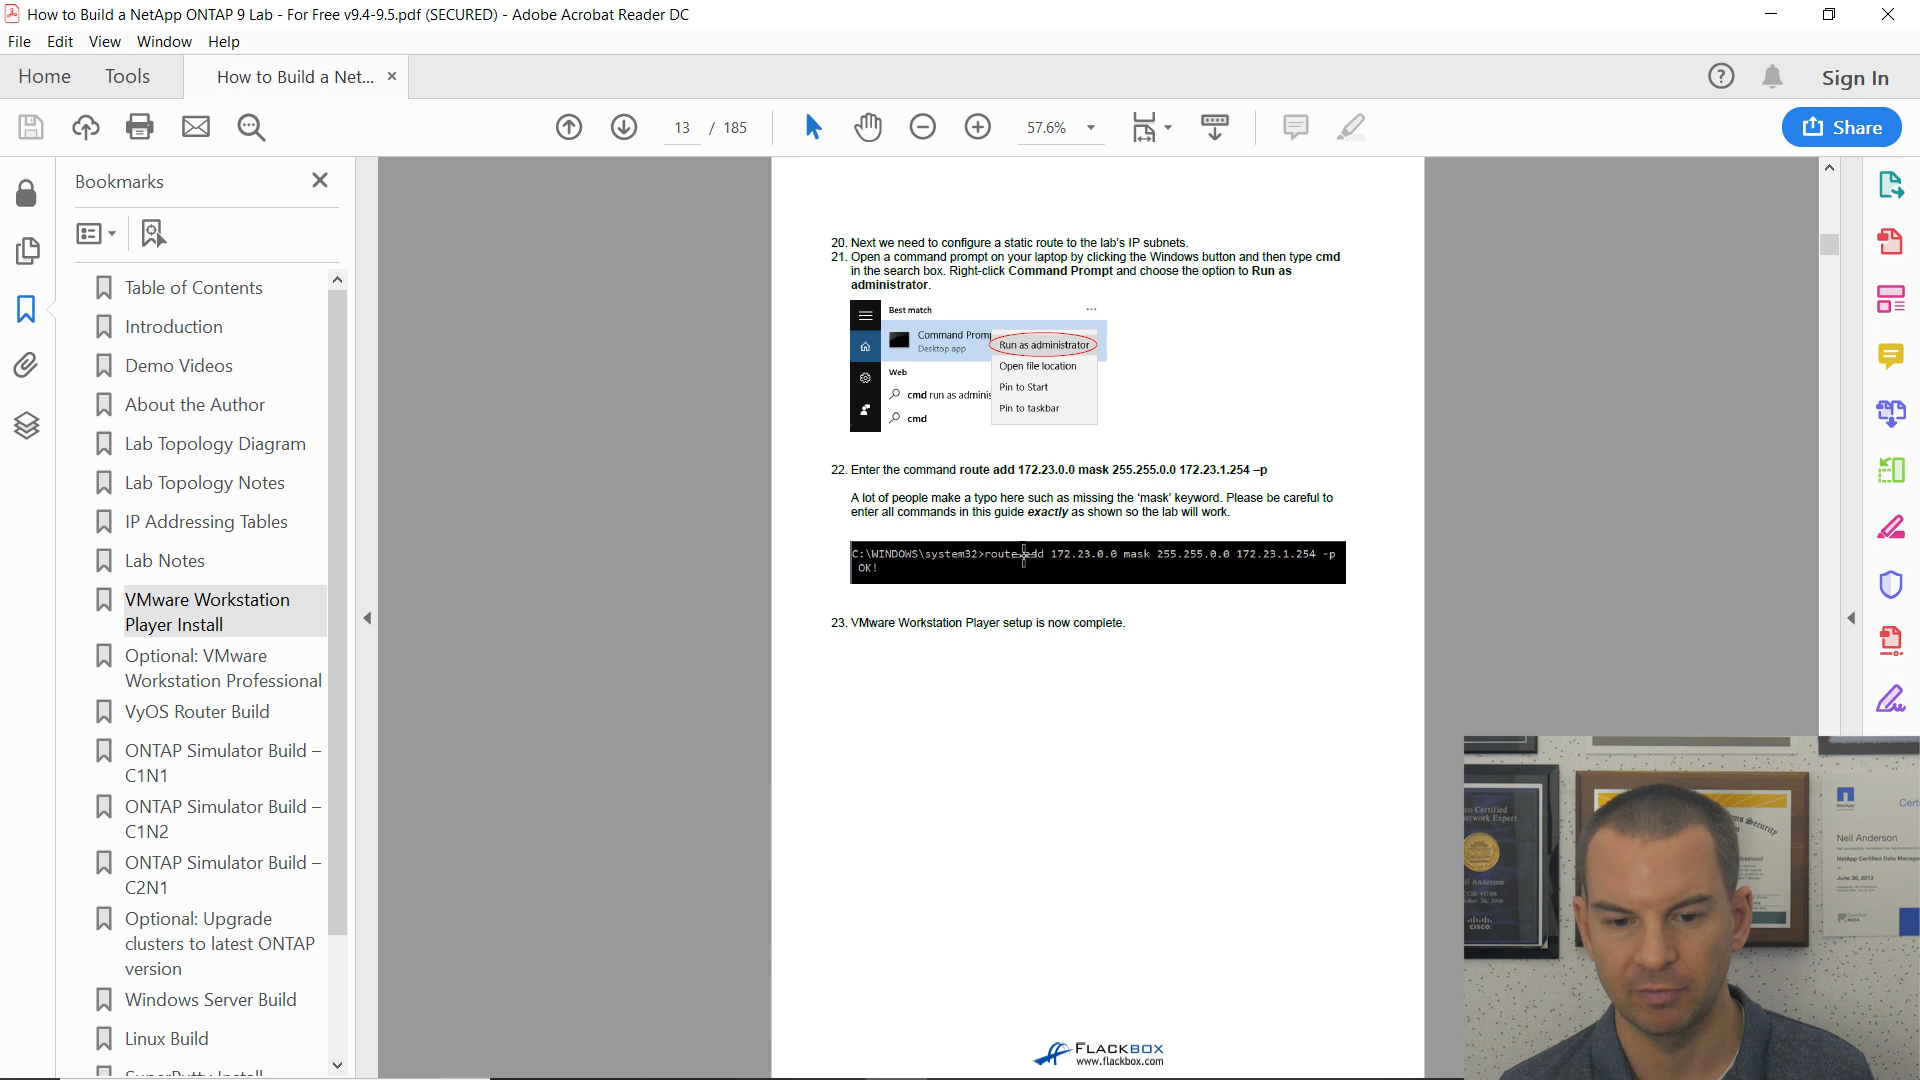 How to Build a NetApp ONTAP 9 Lab - For Free v9.4-9.5.pdf (SECURED) - Adobe Acrobat Reader DC
File Edit View Window Help
Home Tools How to Build a Net... Sign In
13 / 185 57.6% Share
Bookmarks
Table of Contents
Introduction
Demo Videos
About the Author
Lab Topology Diagram
Lab Topology Notes
IP Addressing Tables
Lab Notes
VMware Workstation
Player Install
Optional: VMware
Workstation Professional
VyOS Router Build
ONTAP Simulator Build –
C1N1
ONTAP Simulator Build –
C1N2
ONTAP Simulator Build –
C2N1
Optional: Upgrade
clusters to latest ONTAP
version
Windows Server Build
Linux Build
20. Next we need to configure a static route to the lab's IP subnets.
21. Open a command prompt on your laptop by clicking the Windows button and then type cmd
in the search box. Right-click Command Prompt and choose the option to Run as
administrator.
Best match
Command Promp
Desktop app
Run as administrator
Open file location
Pin to Start
Pin to taskbar
Web
cmd run as adminis
cmd
22. Enter the command route add 172.23.0.0 mask 255.255.0.0 172.23.1.254 –p
A lot of people make a typo here such as missing the 'mask' keyword. Please be careful to
enter all commands in this guide exactly as shown so the lab will work.
C:\WINDOWS\system32>route add 172.23.0.0 mask 255.255.0.0 172.23.1.254 -p
OK!
23. VMware Workstation Player setup is now complete.
FLACKBOX
www.flackbox.com
NetApp
Neil Anderson
June 30, 2013
CISCO